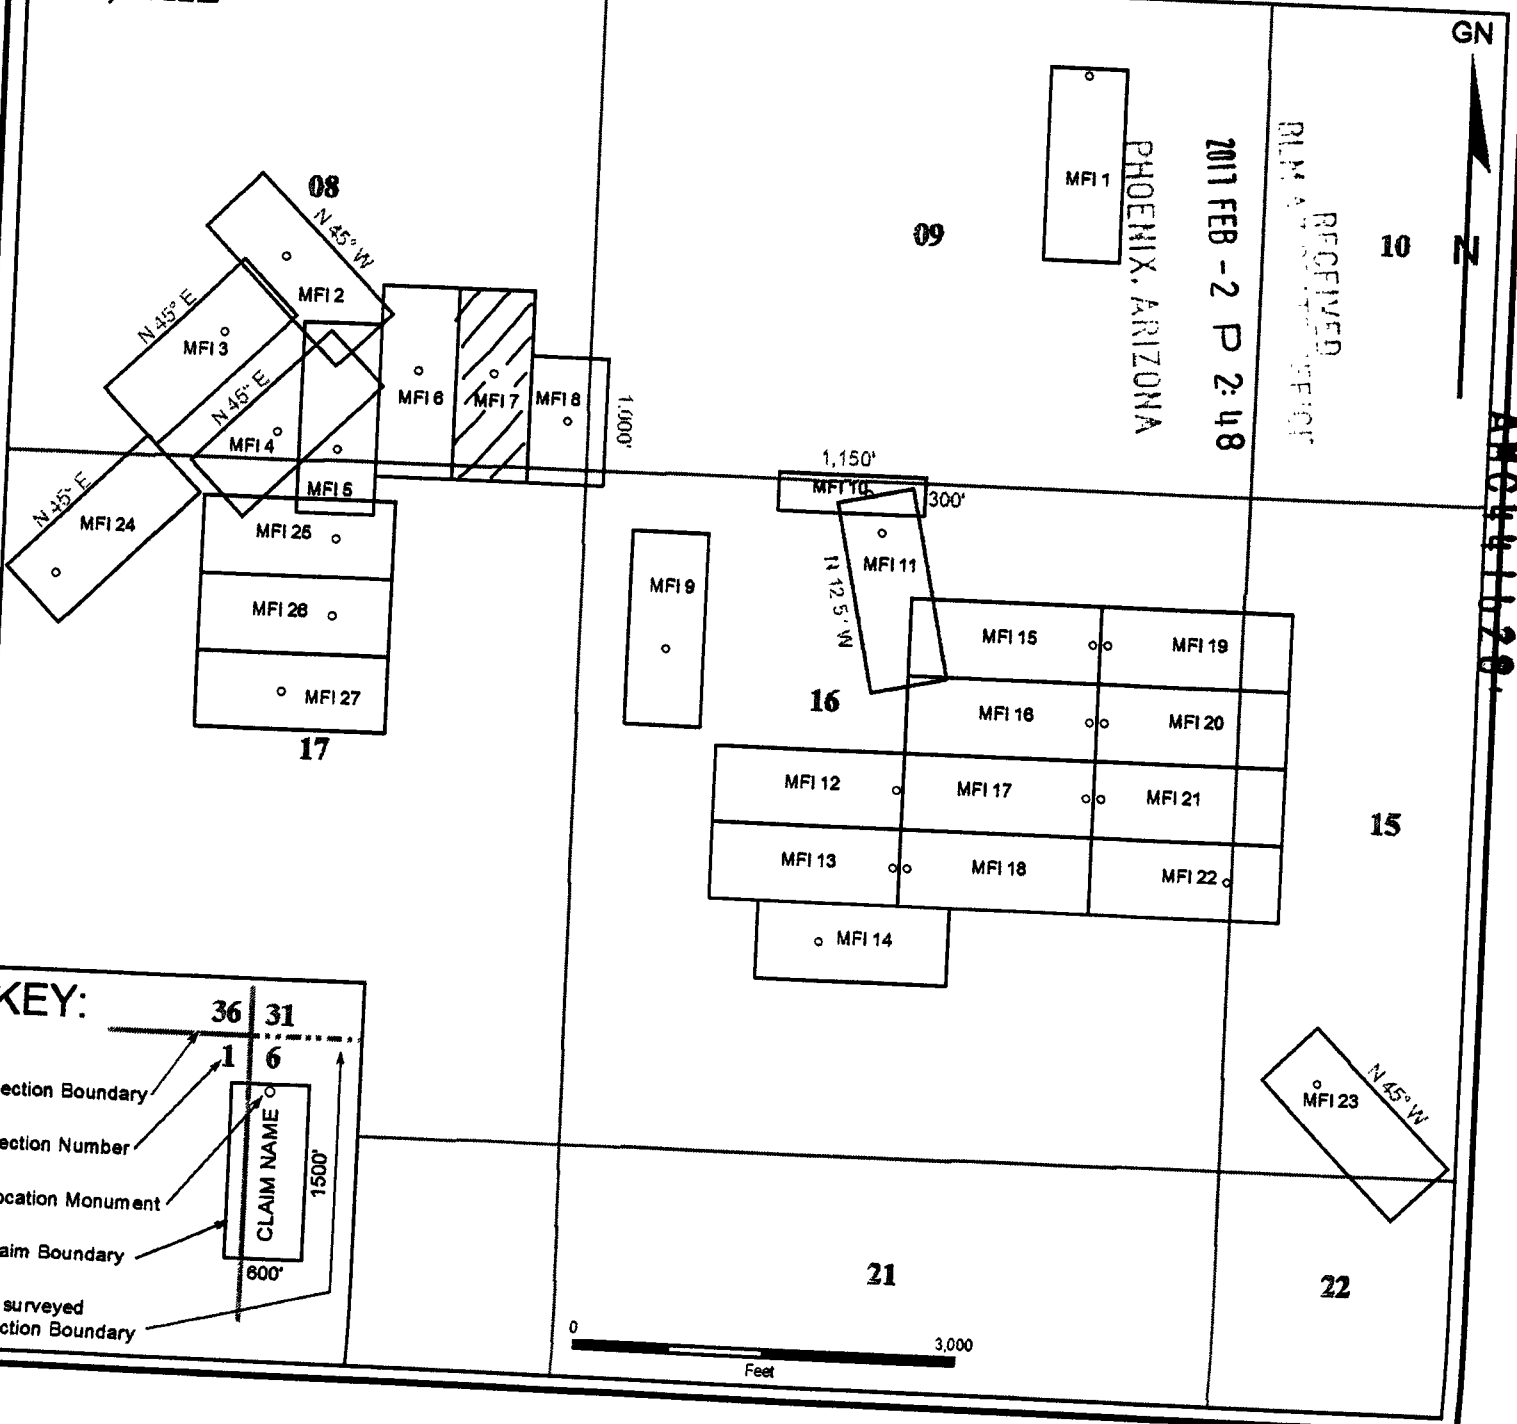 GN
N
08
09
10
MFI 1
N 45° W
MFI 2
N 45° E
MFI 3
N 45° E
MFI 4
MFI 5
MFI 6
MFI 7
MFI 8
1,000'
RECEIVED
2011 FEB -2 P 2:48
PHOENIX, ARIZONA
1,150'
MFI 10
300'
N 45° E
MFI 24
MFI 25
MFI 26
MFI 27
17
MFI 9
MFI 11
N 12.5° W
16
MFI 15
MFI 19
MFI 16
MFI 20
MFI 12
MFI 17
MFI 21
MFI 13
MFI 18
MFI 22
MFI 14
15
MFI 23
N 45° W
KEY:
36 31
1 6
ection Boundary
ection Number
ocation Monument
aim Boundary
surveyed
ction Boundary
CLAIM NAME
1500'
600'
21
22
0 3,000
Feet